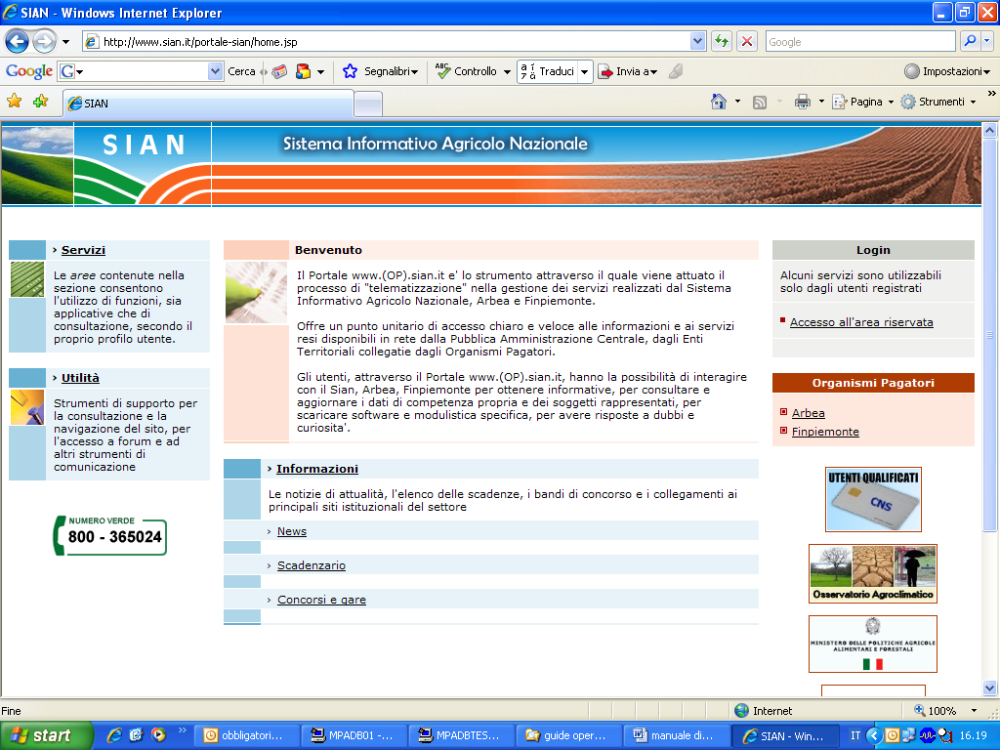 SIAN - Windows Internet Explorer
http://www.sian.it/portale-sian/home.jsp
Google
Google
G
Cerca
Segnalibri
ABC
Controllo
Traduci
Invia a
Impostazioni
SIAN
Pagina
Strumenti
SIAN
Sistema Informativo Agricolo Nazionale
› Servizi
Le aree contenute nella
sezione consentono
l'utilizzo di funzioni, sia
applicative che di
consultazione, secondo il
proprio profilo utente.
› Utilità
Strumenti di supporto per
la consultazione e la
navigazione del sito, per
l'accesso a forum e ad
altri strumenti di
comunicazione
NUMERO VERDE
800 - 365024
Benvenuto
Il Portale www.(OP).sian.it e' lo strumento attraverso il quale viene attuato il
processo di "telematizzazione" nella gestione dei servizi realizzati dal Sistema
Informativo Agricolo Nazionale, Arbea e Finpiemonte.
Offre un punto unitario di accesso chiaro e veloce alle informazioni e ai servizi
resi disponibili in rete dalla Pubblica Amministrazione Centrale, dagli Enti
Territoriali collegatie dagli Organismi Pagatori.
Gli utenti, attraverso il Portale www.(OP).sian.it, hanno la possibilità di interagire
con il Sian, Arbea, Finpiemonte per ottenere informative, per consultare e
aggiornare i dati di competenza propria e dei soggetti rappresentati, per
scaricare software e modulistica specifica, per avere risposte a dubbi e
curiosita'.
› Informazioni
Le notizie di attualità, l'elenco delle scadenze, i bandi di concorso e i collegamenti ai
principali siti istituzionali del settore
› News
› Scadenzario
› Concorsi e gare
Login
Alcuni servizi sono utilizzabili
solo dagli utenti registrati
Accesso all'area riservata
Organismi Pagatori
Arbea
Finpiemonte
UTENTI QUALIFICATI
CNS
Osservatorio Agroclimatico
MINISTERO DELLE POLITICHE AGRICOLE
ALIMENTARI E FORESTALI
Fine
Internet
100%
start
obbligatori...
MPADB01 -...
MPADBTES...
guide oper...
manuale di...
SIAN - Win...
IT
16.19